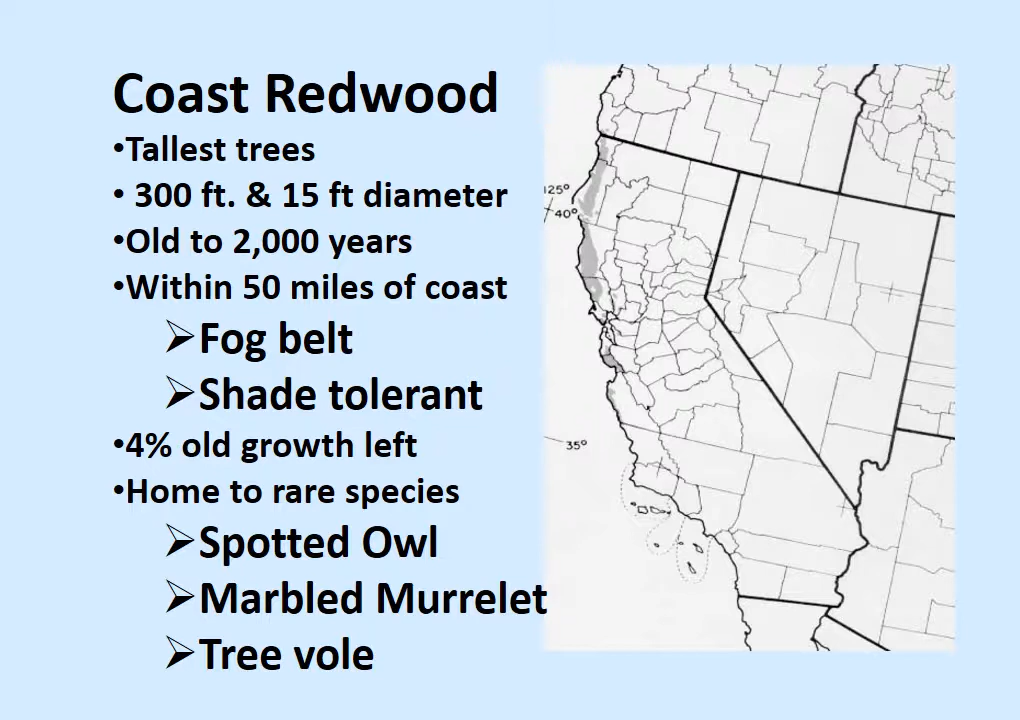 Coast Redwood
•Tallest trees
• 300 ft. & 15 ft diameter
•Old to 2,000 years
•Within 50 miles of coast
➢Fog belt
➢Shade tolerant
•4% old growth left
•Home to rare species
➢Spotted Owl
➢Marbled Murrelet
➢Tree vole
125°
40°
35°